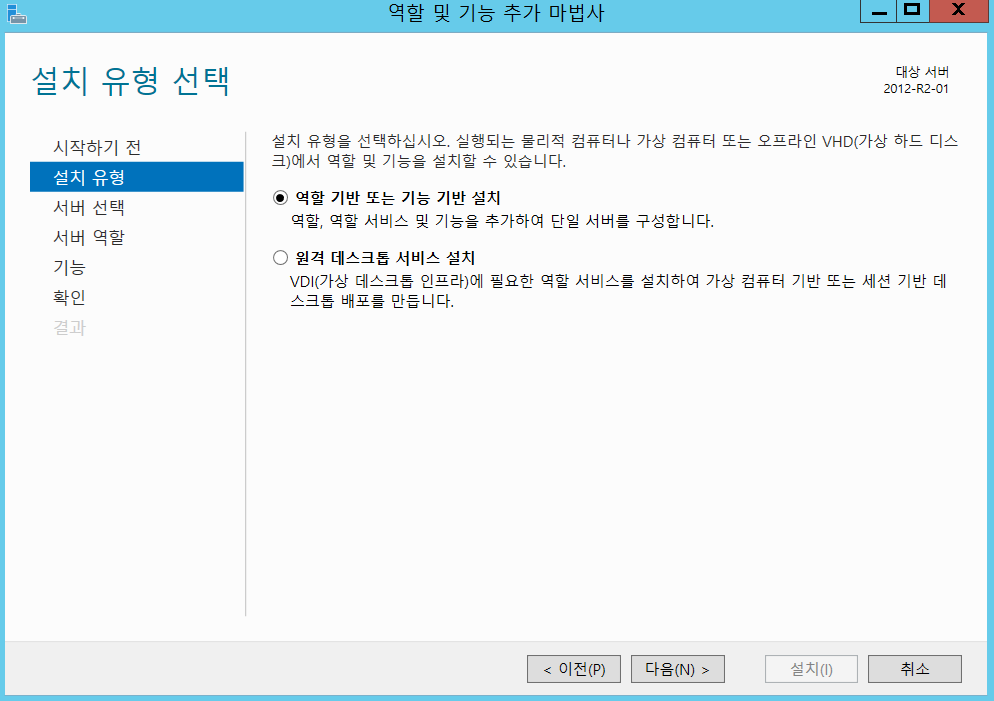 역할 및 기능 추가 마법사
설치 유형 선택
대상 서버
2012-R2-01
시작하기 전
설치 유형
서버 선택
서버 역할
기능
확인
결과
설치 유형을 선택하십시오. 실행되는 물리적 컴퓨터나 가상 컴퓨터 또는 오프라인 VHD(가상 하드 디스
크)에서 역할 및 기능을 설치할 수 있습니다.
역할 기반 또는 기능 기반 설치
역할, 역할 서비스 및 기능을 추가하여 단일 서버를 구성합니다.
원격 데스크톱 서비스 설치
VDI(가상 데스크톱 인프라)에 필요한 역할 서비스를 설치하여 가상 컴퓨터 기반 또는 세션 기반 데
스크톱 배포를 만듭니다.
< 이전(P)
다음(N) >
설치(I)
취소